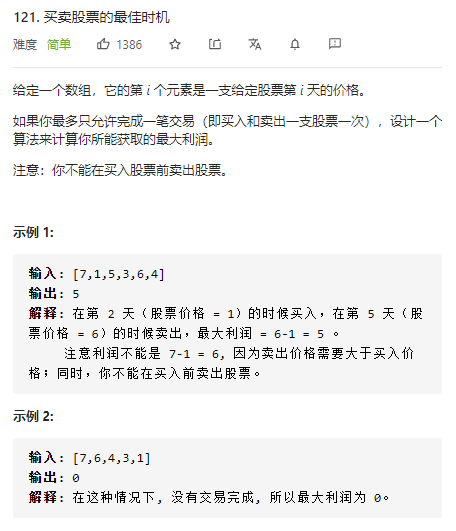 121. 买卖股票的最佳时机
难度 简单 1386
给定一个数组，它的第 i 个元素是一支给定股票第 i 天的价格。
如果你最多只允许完成一笔交易（即买入和卖出一支股票一次），设计一个
算法来计算你所能获取的最大利润。
注意：你不能在买入股票前卖出股票。
示例 1:
输入: [7,1,5,3,6,4]
输出: 5
解释: 在第 2 天（股票价格 = 1）的时候买入，在第 5 天（股
票价格 = 6）的时候卖出，最大利润 = 6-1 = 5 。
注意利润不能是 7-1 = 6, 因为卖出价格需要大于买入价
格；同时，你不能在买入前卖出股票。
示例 2:
输入: [7,6,4,3,1]
输出: 0
解释: 在这种情况下, 没有交易完成, 所以最大利润为 0。